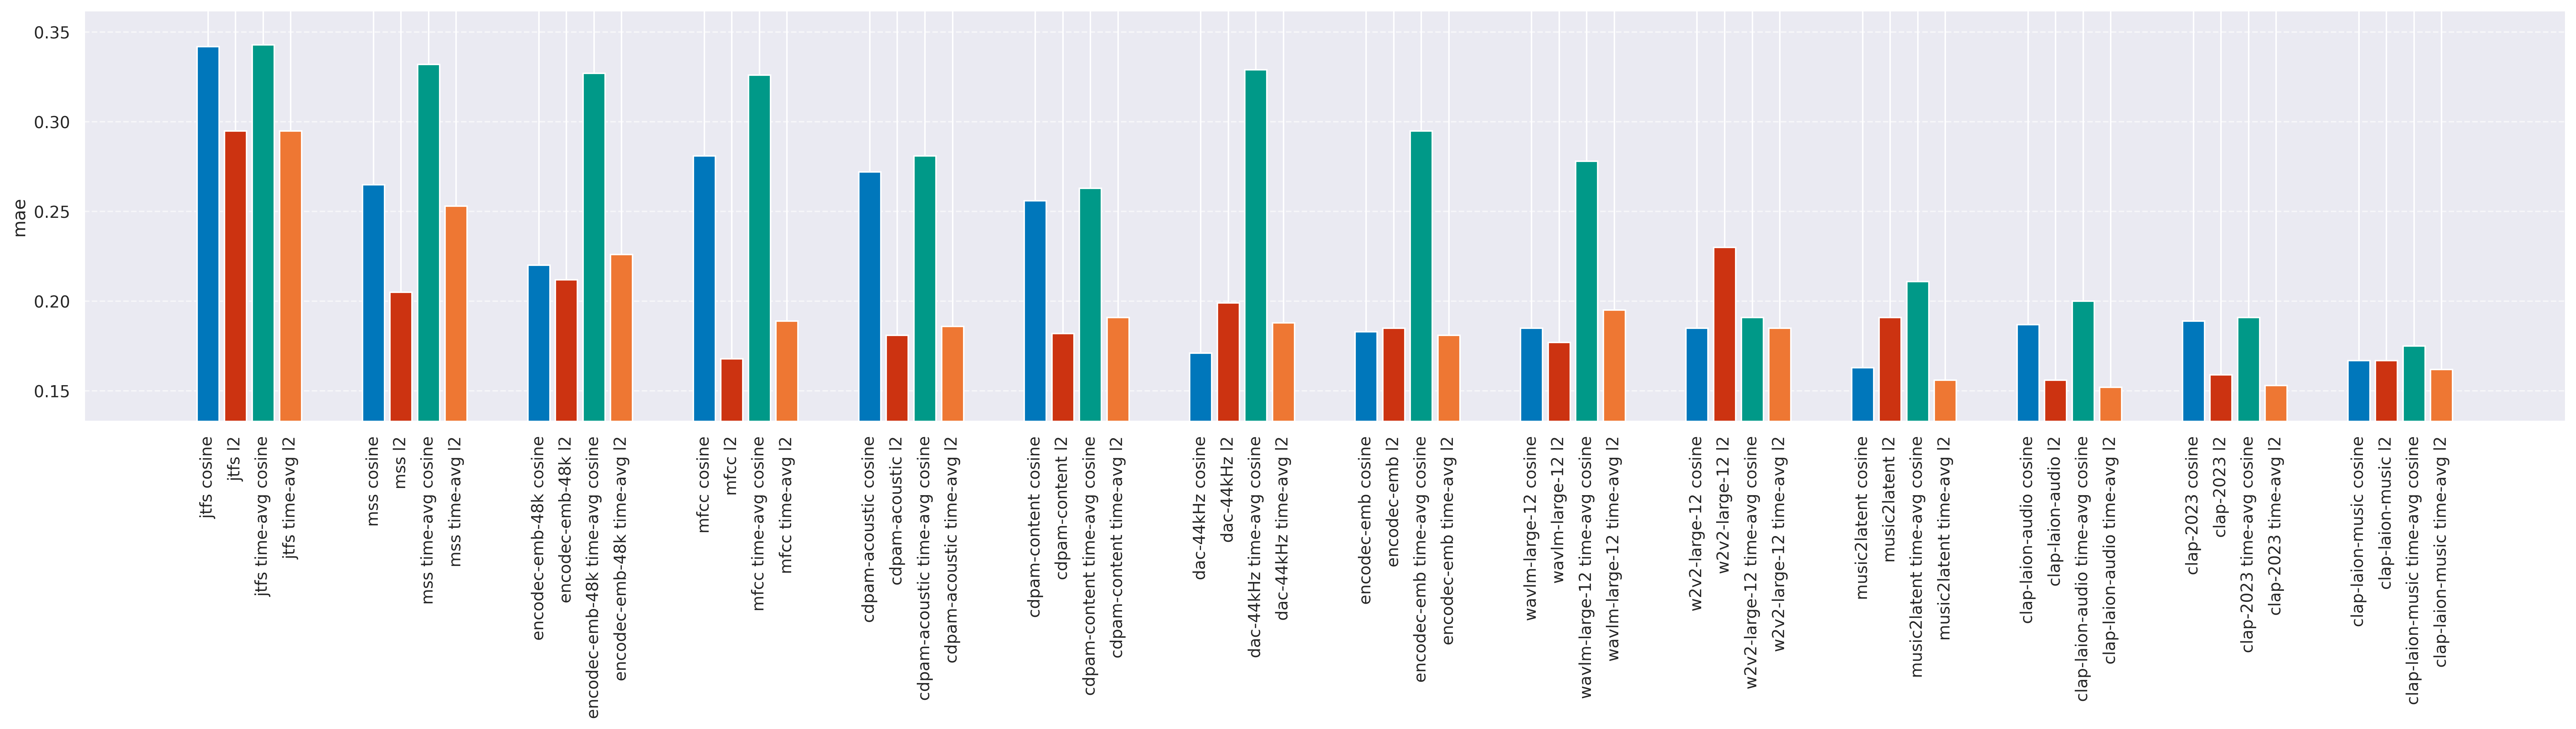 0.35
0.30
0.25
0.20
0.15
mae
jtfs cosine
jtfs l2
jtfs time-avg cosine
jtfs time-avg l2
mss cosine
mss l2
mss time-avg cosine
mss time-avg l2
encodec-emb-48k cosine
encodec-emb-48k l2
encodec-emb-48k time-avg cosine
encodec-emb-48k time-avg l2
mfcc cosine
mfcc l2
mfcc time-avg cosine
mfcc time-avg l2
cdpam-acoustic cosine
cdpam-acoustic l2
cdpam-acoustic time-avg cosine
cdpam-acoustic time-avg l2
cdpam-content cosine
cdpam-content l2
cdpam-content time-avg cosine
cdpam-content time-avg l2
dac-44kHz cosine
dac-44kHz l2
dac-44kHz time-avg cosine
dac-44kHz time-avg l2
encodec-emb cosine
encodec-emb l2
encodec-emb time-avg cosine
encodec-emb time-avg l2
wavlm-large-12 cosine
wavlm-large-12 l2
wavlm-large-12 time-avg cosine
wavlm-large-12 time-avg l2
w2v2-large-12 cosine
w2v2-large-12 l2
w2v2-large-12 time-avg cosine
w2v2-large-12 time-avg l2
music2latent cosine
music2latent l2
music2latent time-avg cosine
music2latent time-avg l2
clap-laion-audio cosine
clap-laion-audio l2
clap-laion-audio time-avg cosine
clap-laion-audio time-avg l2
clap-2023 cosine
clap-2023 l2
clap-2023 time-avg cosine
clap-2023 time-avg l2
clap-laion-music cosine
clap-laion-music l2
clap-laion-music time-avg cosine
clap-laion-music time-avg l2